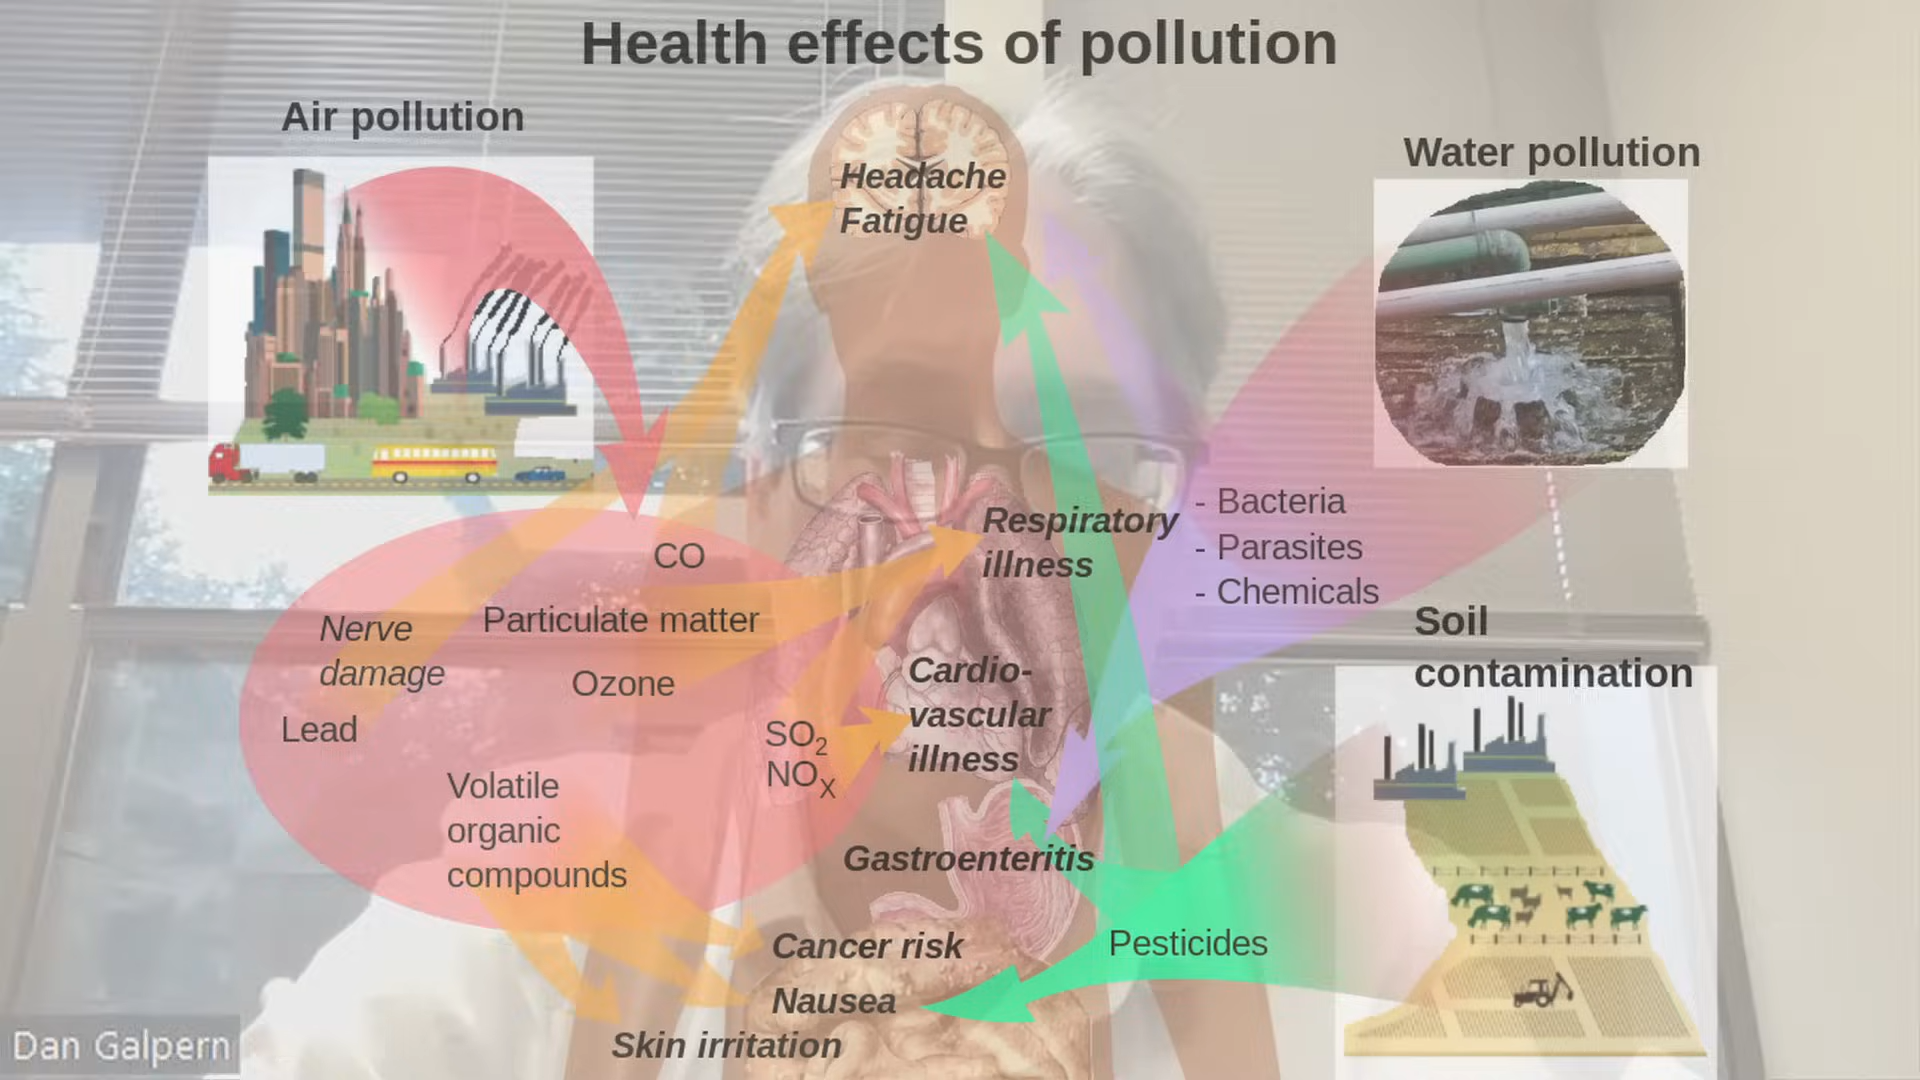 Health effects of pollution
Air pollution
Water pollution
Headache
Fatigue
Respiratory
illness
- Bacteria
- Parasites
- Chemicals
CO
Particulate matter
Nerve
damage
Ozone
Lead
SO2
NOX
Cardio-
vascular
illness
Soil
contamination
Volatile
organic
compounds
Gastroenteritis
Cancer risk
Pesticides
Nausea
Skin irritation
Dan Galpern